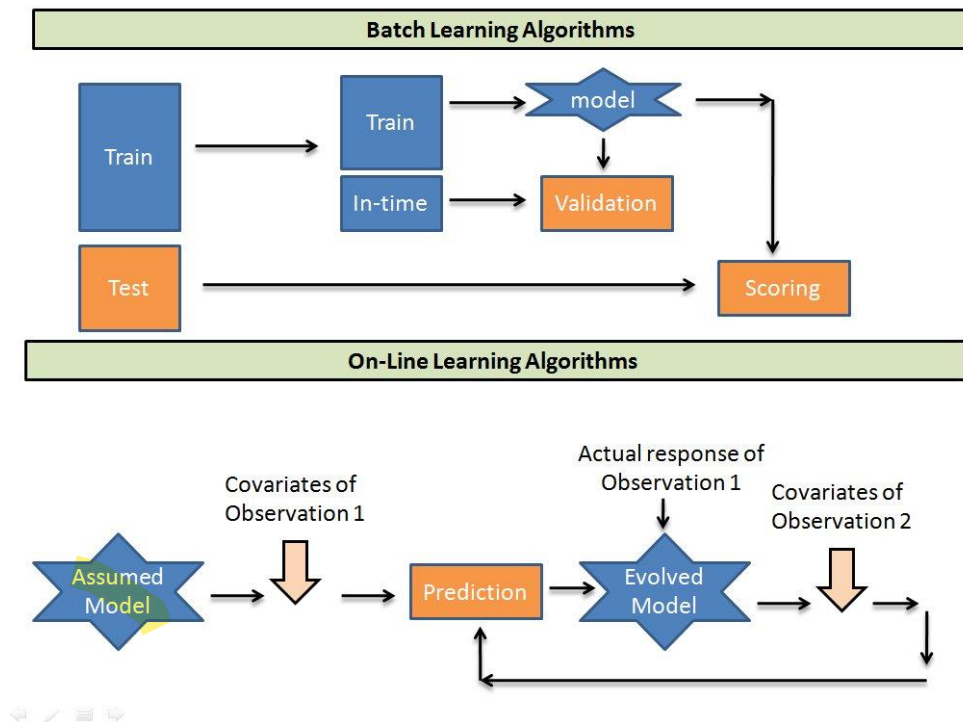 Batch Learning Algorithms
Train
Train
model
In-time
Validation
Test
Scoring
On-Line Learning Algorithms
Covariates of
Observation 1
Actual response of
Observation 1
Covariates of
Observation 2
Assumed
Model
Prediction
Evolved
Model